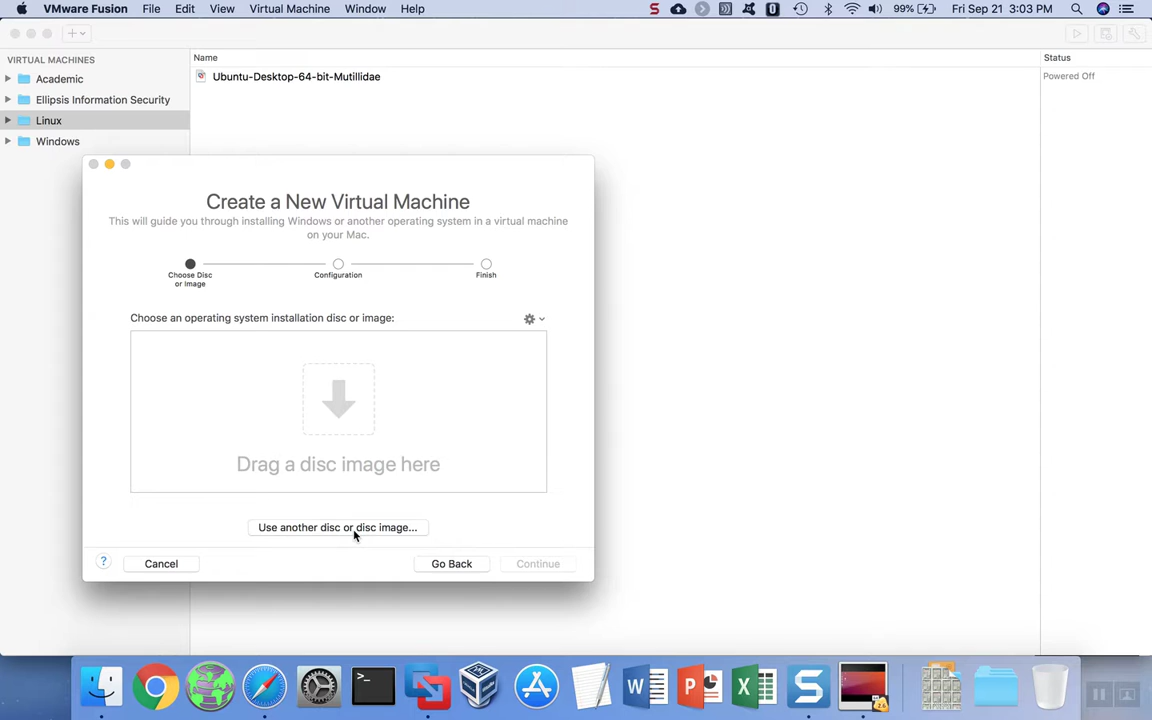 VMware Fusion File Edit View Virtual Machine Window Help
S 99% Fri Sep 21 3:03 PM
VIRTUAL MACHINES
Academic
Ellipsis Information Security
Linux
Windows
Name Status
Ubuntu-Desktop-64-bit-Mutillidae Powered Off
Create a New Virtual Machine
This will guide you through installing Windows or another operating system in a virtual machine
on your Mac.
Choose Disc
or Image
Configuration
Finish
Choose an operating system installation disc or image:
Drag a disc image here
Use another disc or disc image...
? Cancel Go Back Continue
>_ W P X S